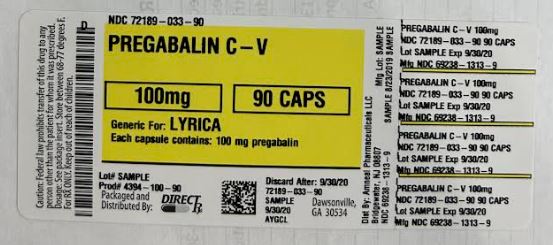 Caution: Federal law prohibits transfer of this drug to any
person other than the patient for whom it was prescribed.
Dosage: See package insert. Store between 68-77 degrees F.
For RX ONLY. Keep out of reach of children.
D
NDC 72189-033-90
PREGABALIN C-V
100mg
90 CAPS
Generic For: LYRICA
Each capsule contains: 100 mg pregabalin
Lot# SAMPLE
Prod# 4394-100-90
Packaged and
Distributed By:
DIRECT Rx
Discard After: 9/30/20
72189-033-90
SAMPLE
9/30/20
AYGCL
Dawsonville,
GA 30534
Mfg Lot: SAMPLE
SAMPLE 8/23/2019 SAMPLE
Dist By: Amneal Pharmaceuticals LLC
Bridgewater, NJ 08807
NDC 69238-1313-9
PREGABALIN C-V 100mg
NDC 72189-033-90 90 CAPS
Lot SAMPLE Exp 9/30/20
Mfg NDC 69238-1313-9
PREGABALIN C-V 100mg
NDC 72189-033-90 90 CAPS
Lot SAMPLE Exp 9/30/20
Mfg NDC 69238-1313-9
PREGABALIN C-V 100mg
NDC 72189-033-90 90 CAPS
Lot SAMPLE Exp 9/30/20
Mfg NDC 69238-1313-9
PREGABALIN C-V 100mg
NDC 72189-033-90 90 CAPS
Lot SAMPLE Exp 9/30/20
Mfg NDC 69238-1313-9